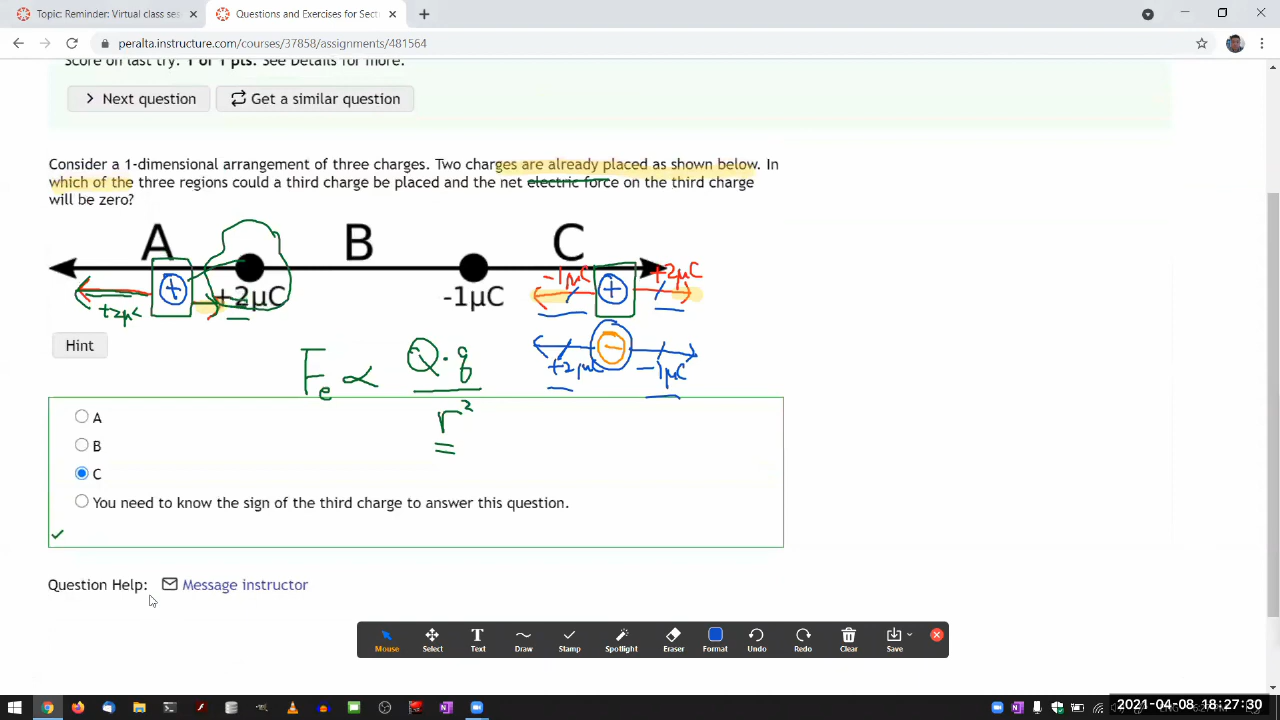 Topic: Reminder: Virtual class ses
Questions and Exercises for Sect
peralta.instructure.com/courses/37858/assignments/481564
Score on last try: 1 of 1 pts. See Details for more.
Next question
Get a similar question
Consider a 1-dimensional arrangement of three charges. Two charges are already placed as shown below. In
which of the three regions could a third charge be placed and the net electric force on the third charge
will be zero?
A B C
-1μC +2μC
+ +
+2μC
+2μC -1μC
Hint
−
+2μC -1μC
Fe ∝ Q·q
r²
=
A
B
C
You need to know the sign of the third charge to answer this question.
Question Help: Message instructor
Mouse Select Text Draw Stamp Spotlight Eraser Format Undo Redo Clear Save
2021-04-08 18:27:30